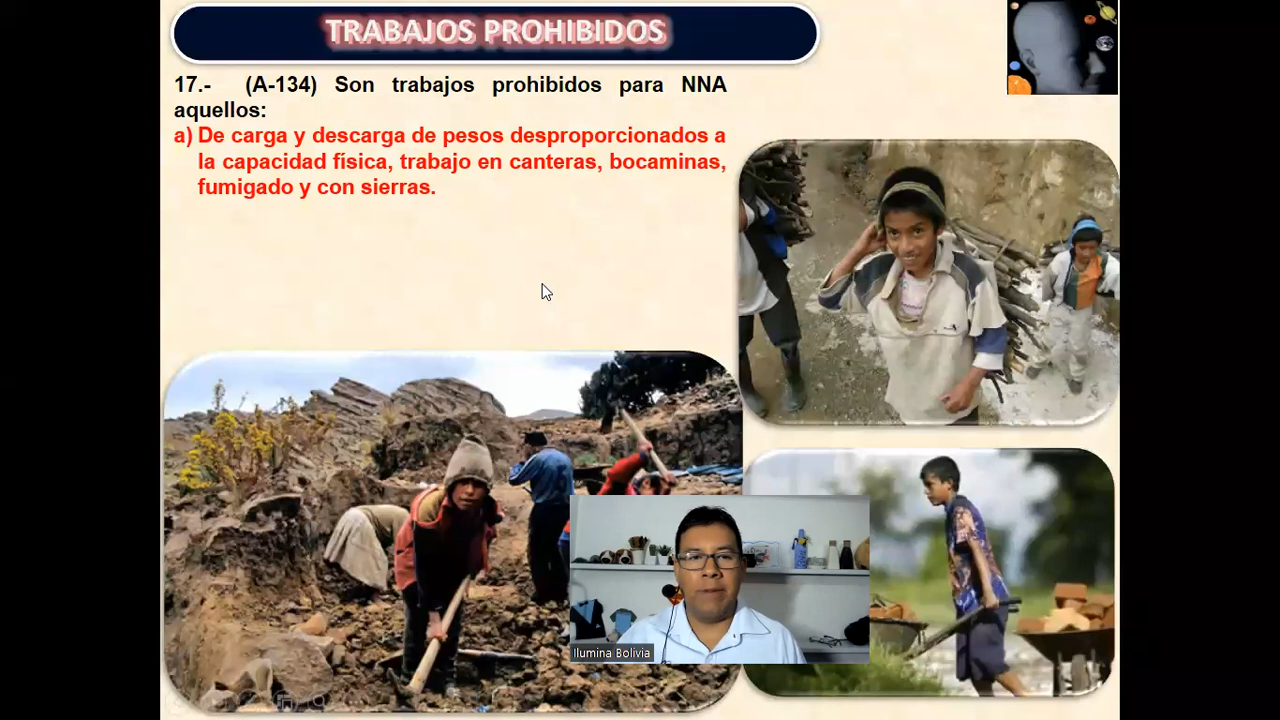 TRABAJOS PROHIBIDOS
17.- (A-134) Son trabajos prohibidos para NNA
aquellos:
a) De carga y descarga de pesos desproporcionados a
la capacidad física, trabajo en canteras, bocaminas,
fumigado y con sierras.
Ilumina Bolivia